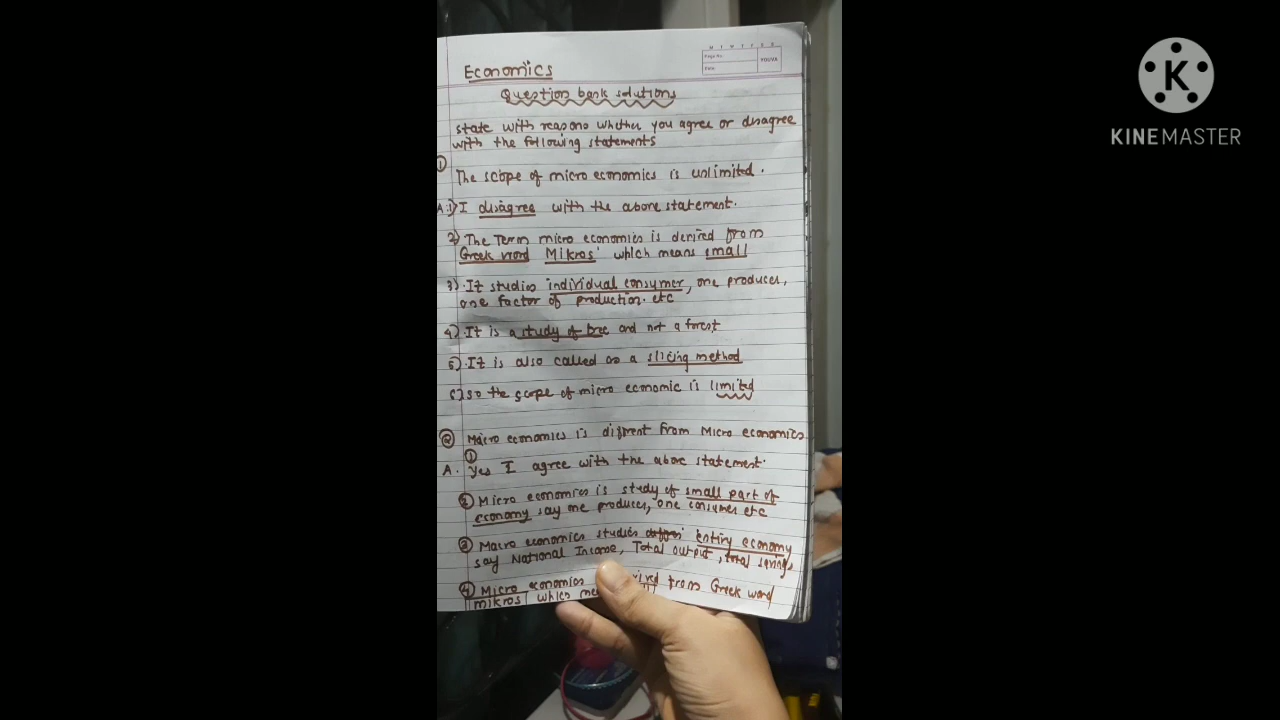 M T W T F S S
Page No.:
Date:
YOUVA
Economics
Question bank solutions
state with reasons whether you agree or disagree
with the following statements
①
The scope of micro economics is unlimited.
A.1) I disagree with the above statement.
2) The Term micro economics is derived from
Greek word Mikros' which means small
3) It studies individual consumer, one producer,
one factor of production. etc
4) It is a study of tree and not a forest
5) It is also called as a slicing method
6) so the scope of micro economic is limited
② Macro economics is different from Micro economics
①
A. Yes I agree with the above statement.
② Micro economics is study of small part of
economy say one producer, one consumer etc
③ Macro economics studies entiry economy
say National Income, Total output, total savings
④ Micro economics from Greek word
mikros' which
K
KINEMASTER